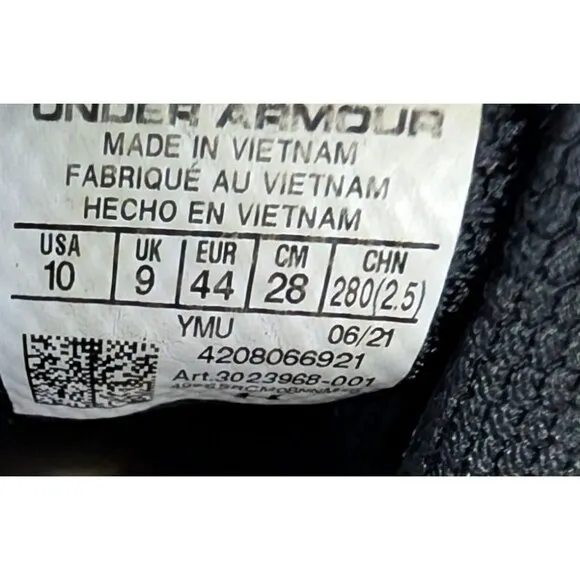 UNDER ARMOUR
MADE IN VIETNAM
FABRIQUÉ AU VIETNAM
HECHO EN VIETNAM
USA UK EUR CM CHN
10 9 44 28 280(2.5)
YMU 06/21
4208066921
Art.3023968-001